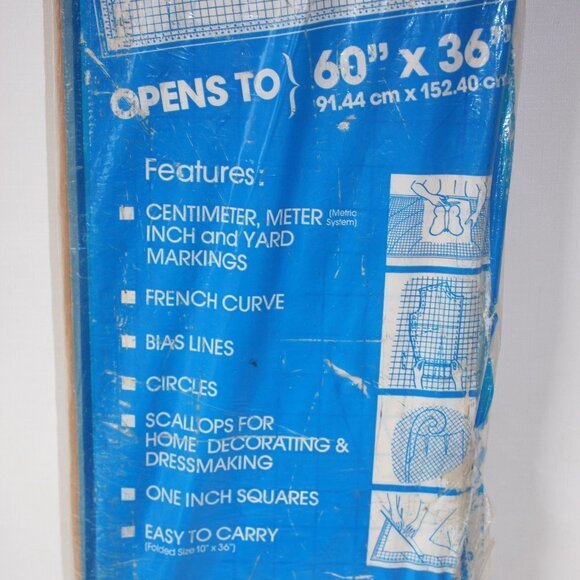 OPENS TO } 60” x 36”
91.44 cm x 152.40 cm
Features:
CENTIMETER, METER (Metric System)
INCH and YARD
MARKINGS
FRENCH CURVE
BIAS LINES
CIRCLES
SCALLOPS FOR
HOME DECORATING &
DRESSMAKING
ONE INCH SQUARES
EASY TO CARRY
(Folded Size 10" x 36")